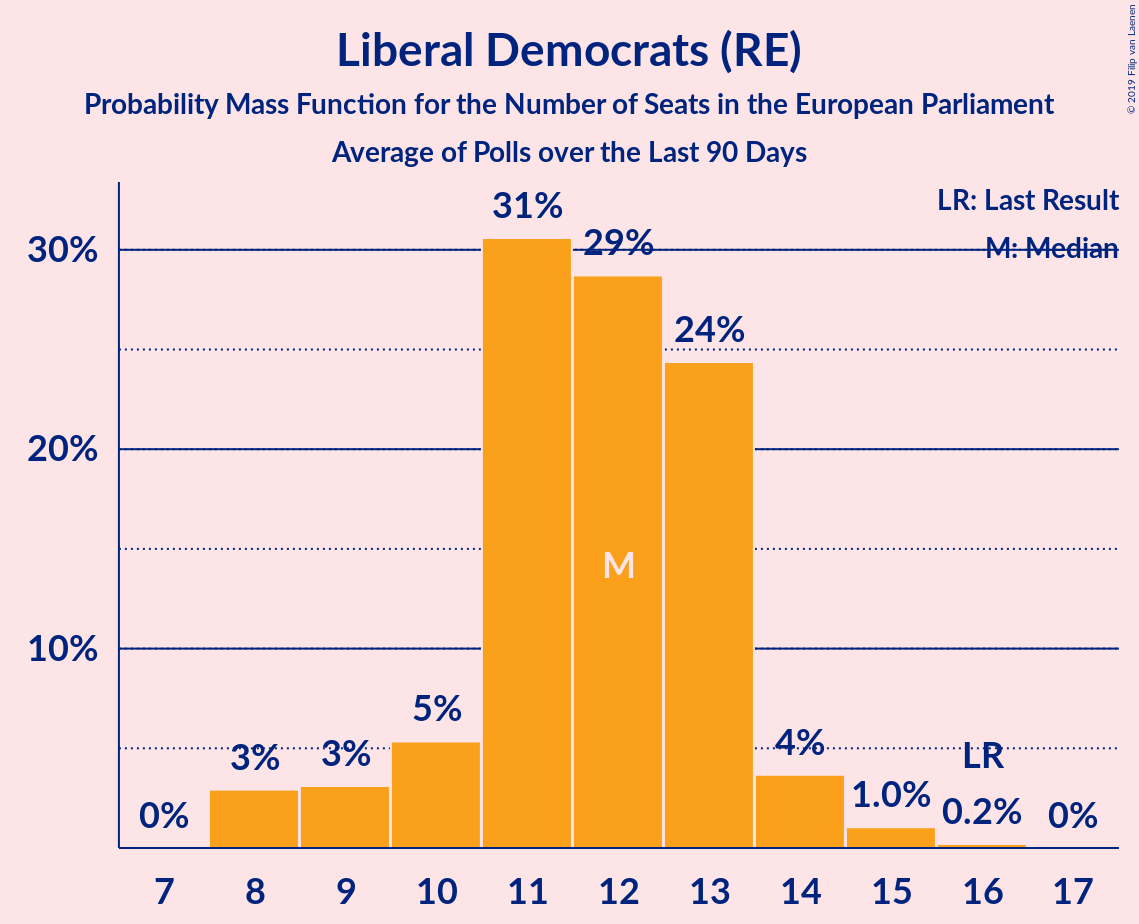 Liberal Democrats (RE)
Probability Mass Function for the Number of Seats in the European Parliament
Average of Polls over the Last 90 Days
© 2019 Filip van Laenen
LR: Last Result
M: Median
30%
20%
10%
0%
3%
3%
5%
31%
29%
24%
4%
1.0%
0.2%
0%
M
LR
7 8 9 10 11 12 13 14 15 16 17